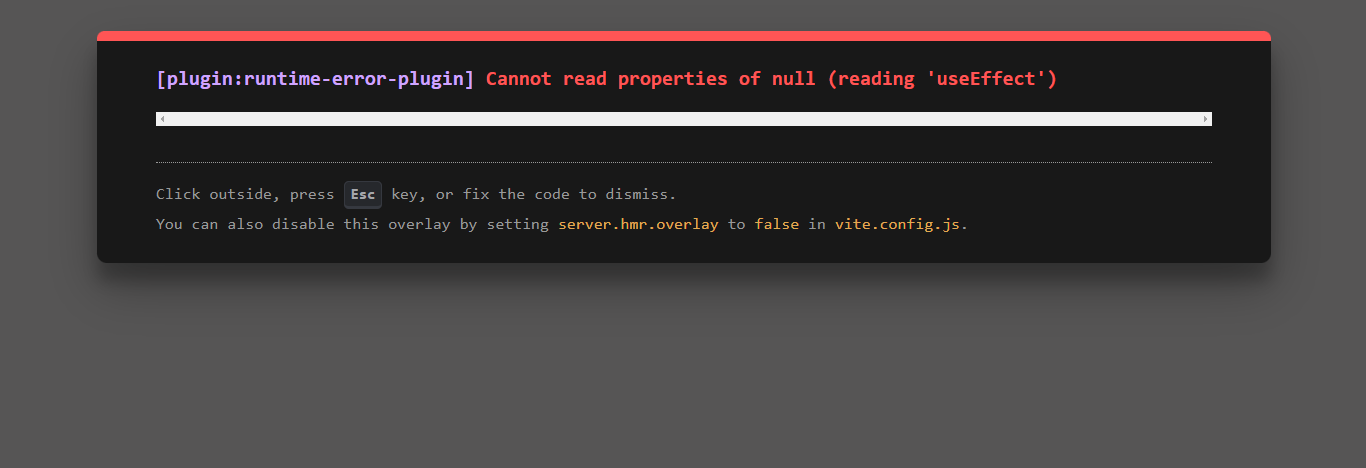 [plugin:runtime-error-plugin] Cannot read properties of null (reading 'useEffect')
Click outside, press Esc key, or fix the code to dismiss.
You can also disable this overlay by setting server.hmr.overlay to false in vite.config.js.